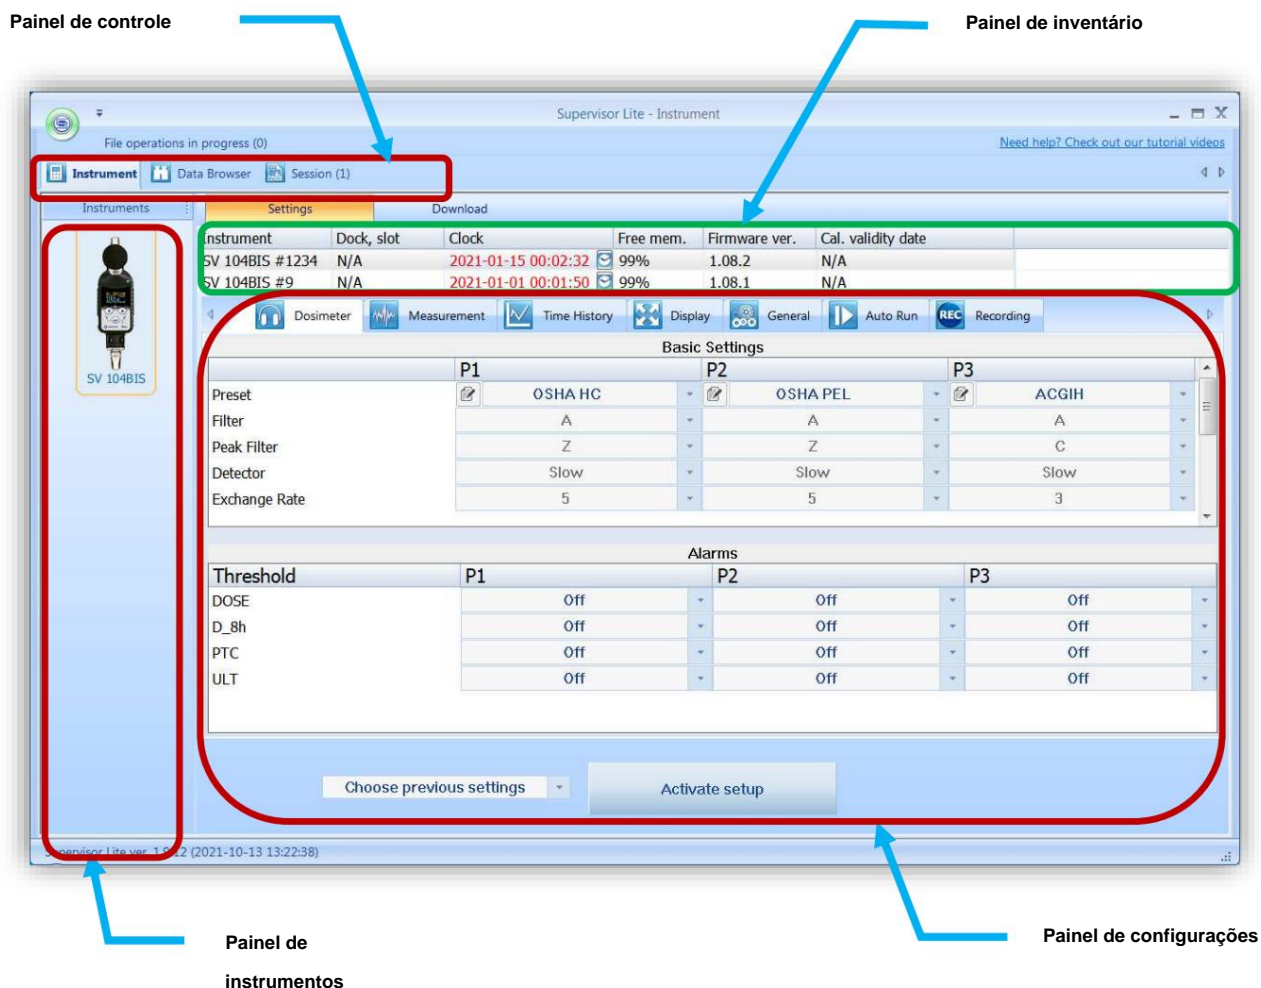 Painel de controle
Painel de inventário
Supervisor Lite - Instrument
File operations in progress (0)
Need help? Check out our tutorial videos
Instrument Data Browser Session (1)
Instruments Settings Download
Instrument Dock, slot Clock Free mem. Firmware ver. Cal. validity date
SV 104BIS #1234 N/A 2021-01-15 00:02:32 99% 1.08.2 N/A
SV 104BIS #9 N/A 2021-01-01 00:01:50 99% 1.08.1 N/A
SV 104BIS
Dosimeter Measurement Time History Display General Auto Run REC Recording
Basic Settings
P1 P2 P3
Preset OSHA HC OSHA PEL ACGIH
Filter A A A
Peak Filter Z Z C
Detector Slow Slow Slow
Exchange Rate 5 5 3
Alarms
Threshold P1 P2 P3
DOSE Off Off Off
D_8h Off Off Off
PTC Off Off Off
ULT Off Off Off
Choose previous settings Activate setup
Supervisor Lite ver. 1.9.12 (2021-10-13 13:22:38)
Painel de
instrumentos
Painel de configurações